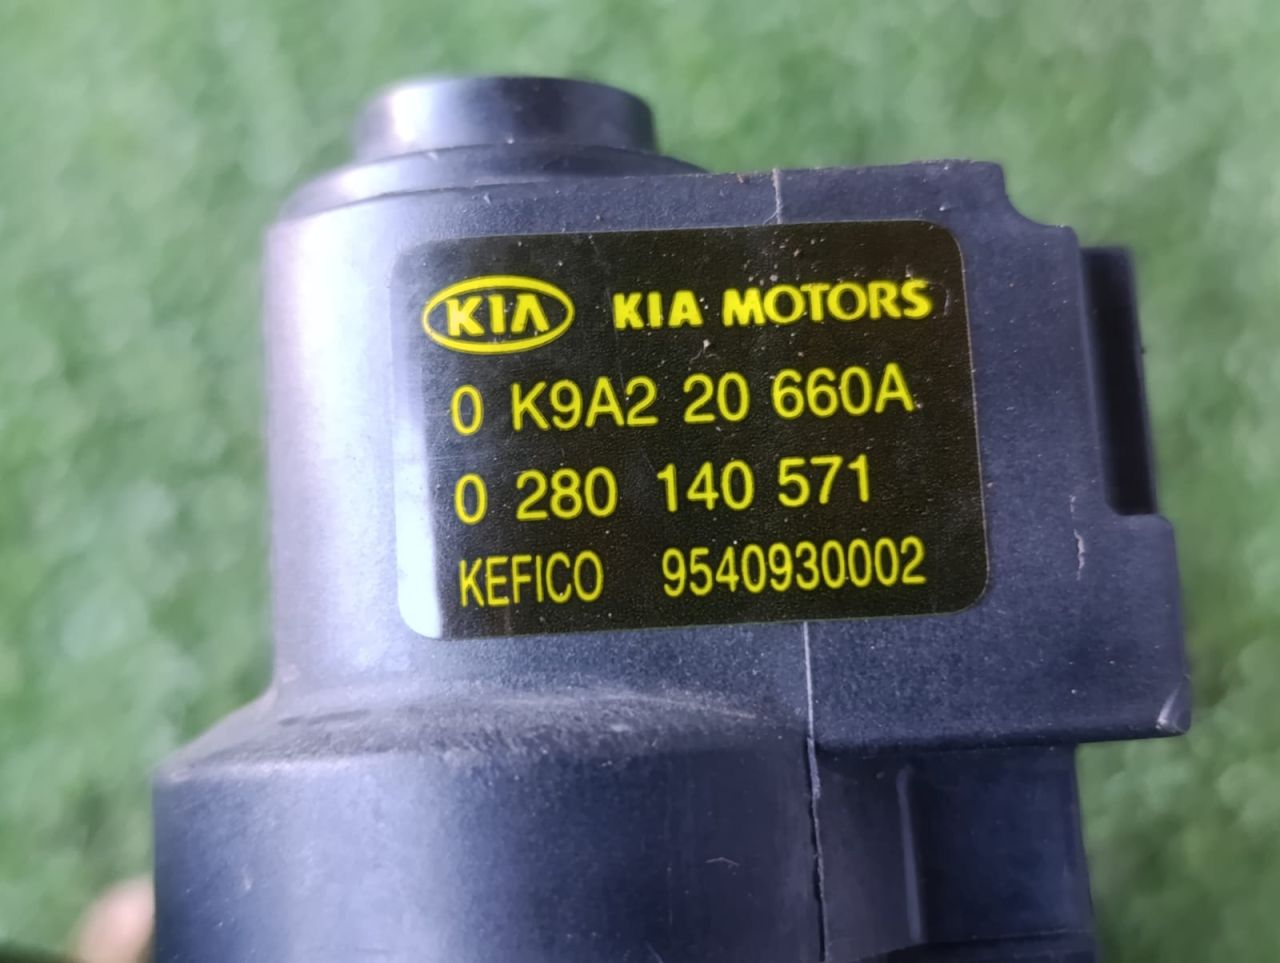 KIA KIA MOTORS
0 K9A2 20 660A
0 280 140 571
KEFICO 9540930002